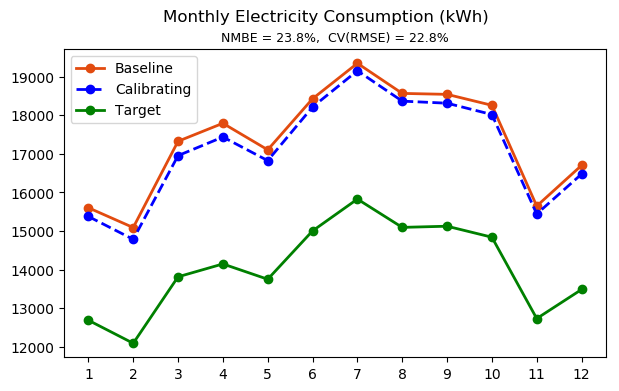 Monthly Electricity Consumption (kWh)
NMBE = 23.8%, CV(RMSE) = 22.8%
Baseline
Calibrating
Target
19000
18000
17000
16000
15000
14000
13000
12000
1 2 3 4 5 6 7 8 9 10 11 12